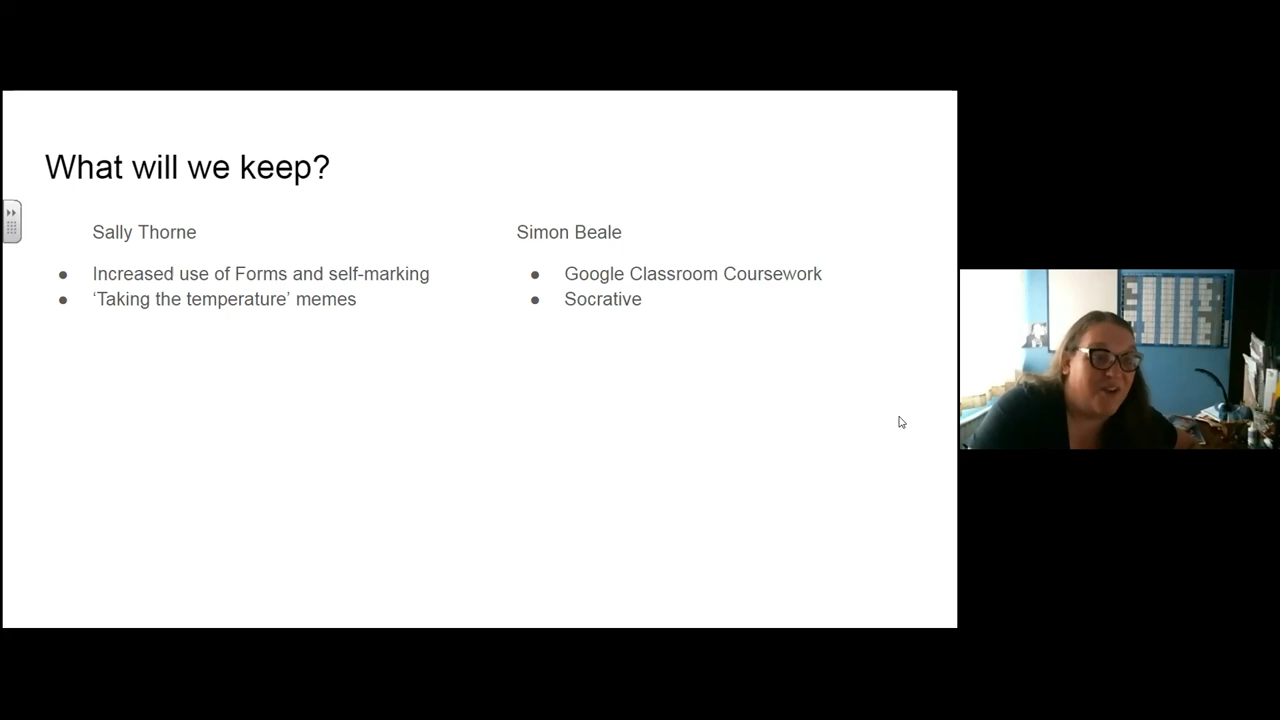 What will we keep?
Sally Thorne
● Increased use of Forms and self-marking
● ‘Taking the temperature’ memes
Simon Beale
● Google Classroom Coursework
● Socrative